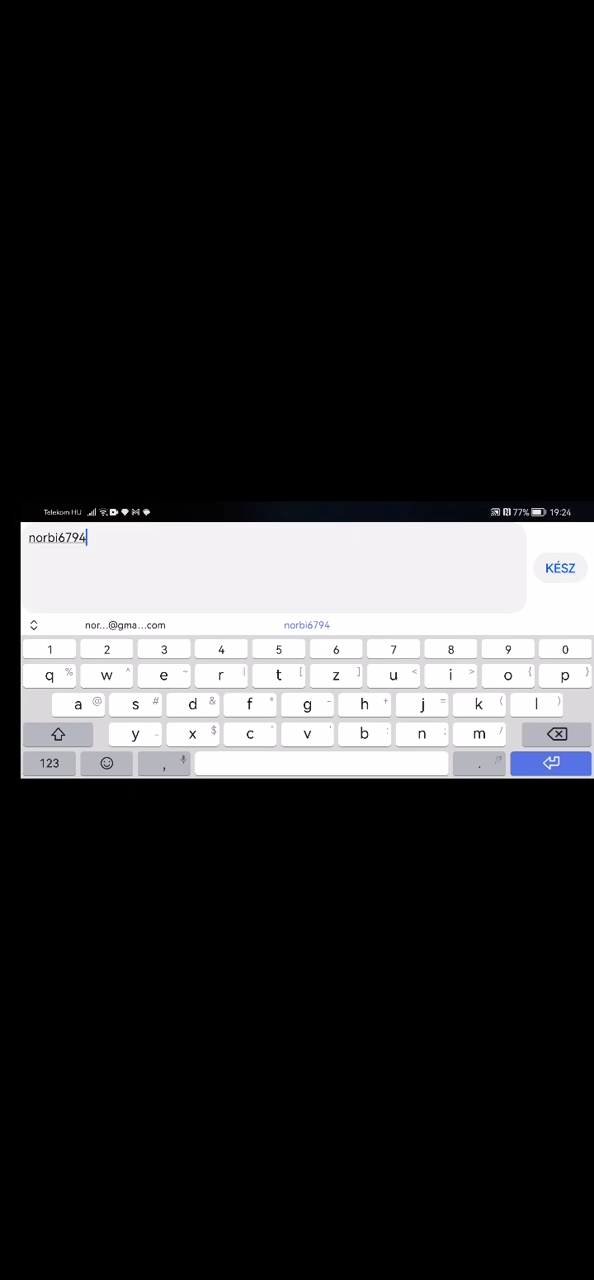 Telekom HU 77% 19:24
norbi6794
KÉSZ
nor...@gma...com norbi6794
1 2 3 4 5 6 7 8 9 0
q % w ^ e ~ r | t [ z ] u < i > o { p }
a @ s # d & f * g - h + j = k ( l )
y _ x $ c " v ' b : n ; m /
123 , . ,?